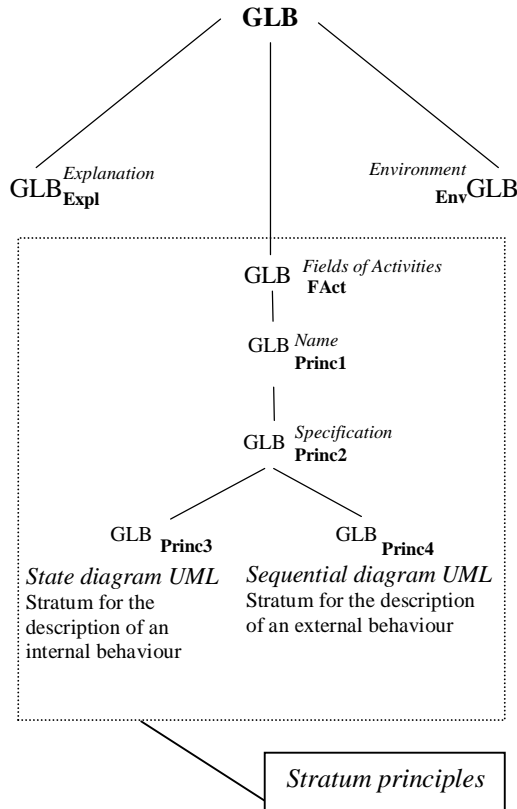 GLB
GLB Explanation Expl
Environment Env GLB
GLB Fields of Activities FAct
GLB Name Princ1
GLB Specification Princ2
GLB Princ3
State diagram UML
Stratum for the
description of an
internal behaviour
GLB Princ4
Sequential diagram UML
Stratum for the description
of an external behaviour
Stratum principles